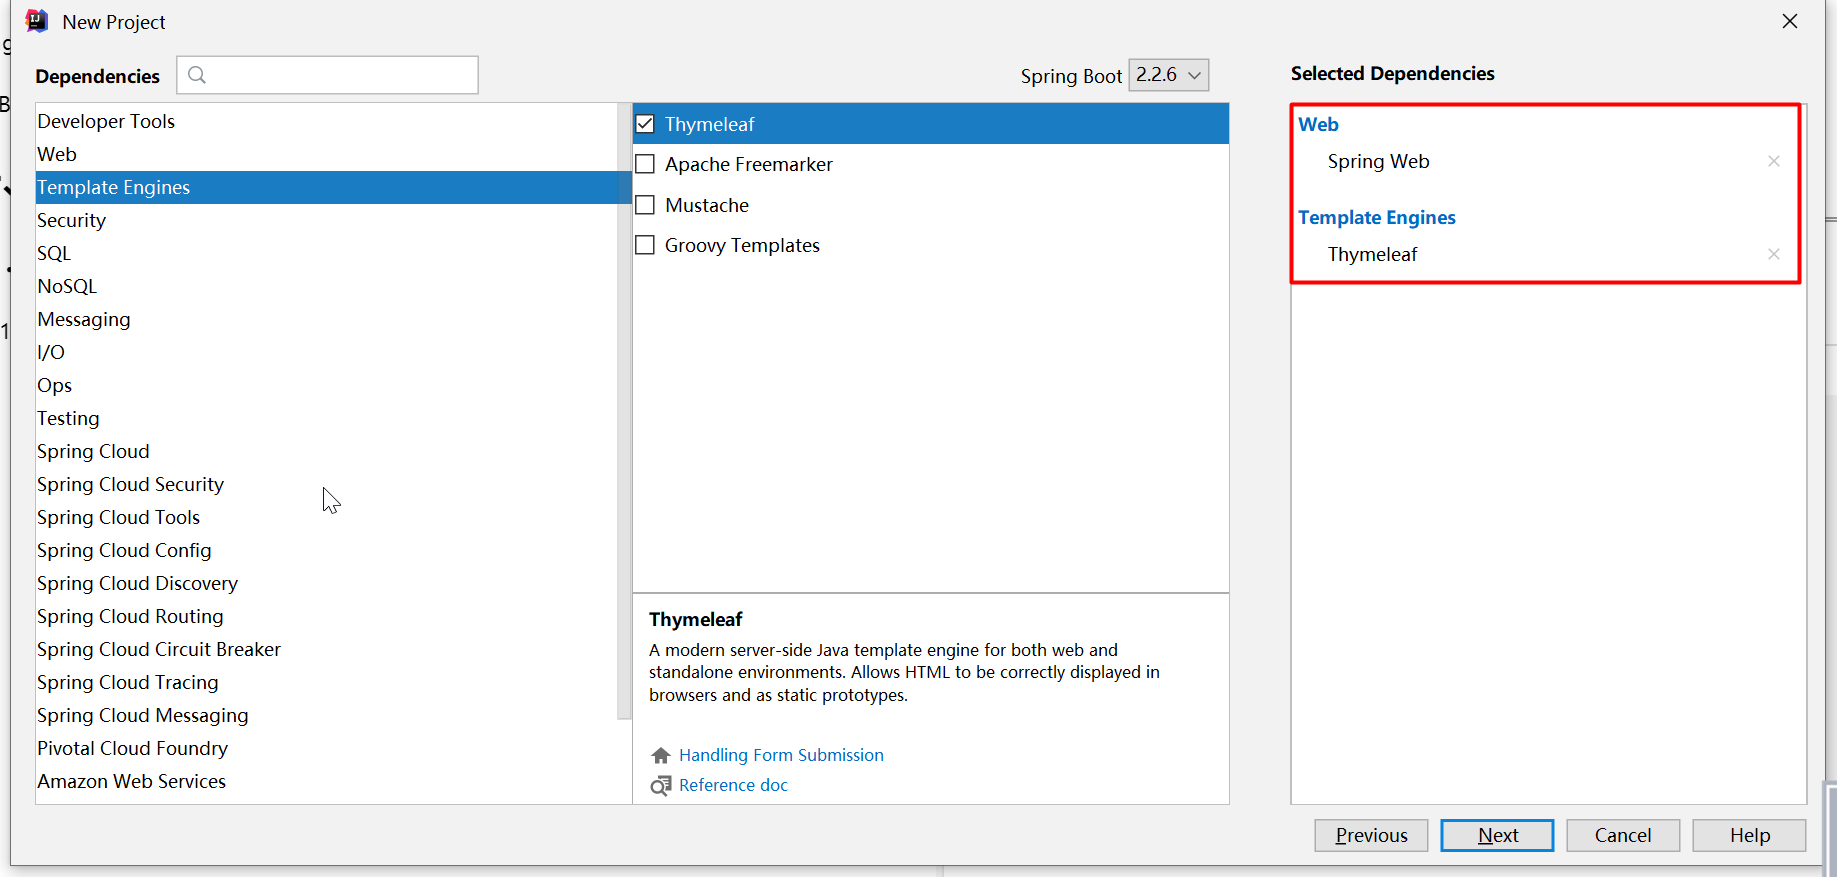 New Project
Dependencies
Spring Boot 2.2.6
Selected Dependencies
Developer Tools
Web
Template Engines
Security
SQL
NoSQL
Messaging
I/O
Ops
Testing
Spring Cloud
Spring Cloud Security
Spring Cloud Tools
Spring Cloud Config
Spring Cloud Discovery
Spring Cloud Routing
Spring Cloud Circuit Breaker
Spring Cloud Tracing
Spring Cloud Messaging
Pivotal Cloud Foundry
Amazon Web Services
Thymeleaf
Apache Freemarker
Mustache
Groovy Templates
Thymeleaf
A modern server-side Java template engine for both web and
standalone environments. Allows HTML to be correctly displayed in
browsers and as static prototypes.
Handling Form Submission
Reference doc
Web
Spring Web
Template Engines
Thymeleaf
Previous
Next
Cancel
Help